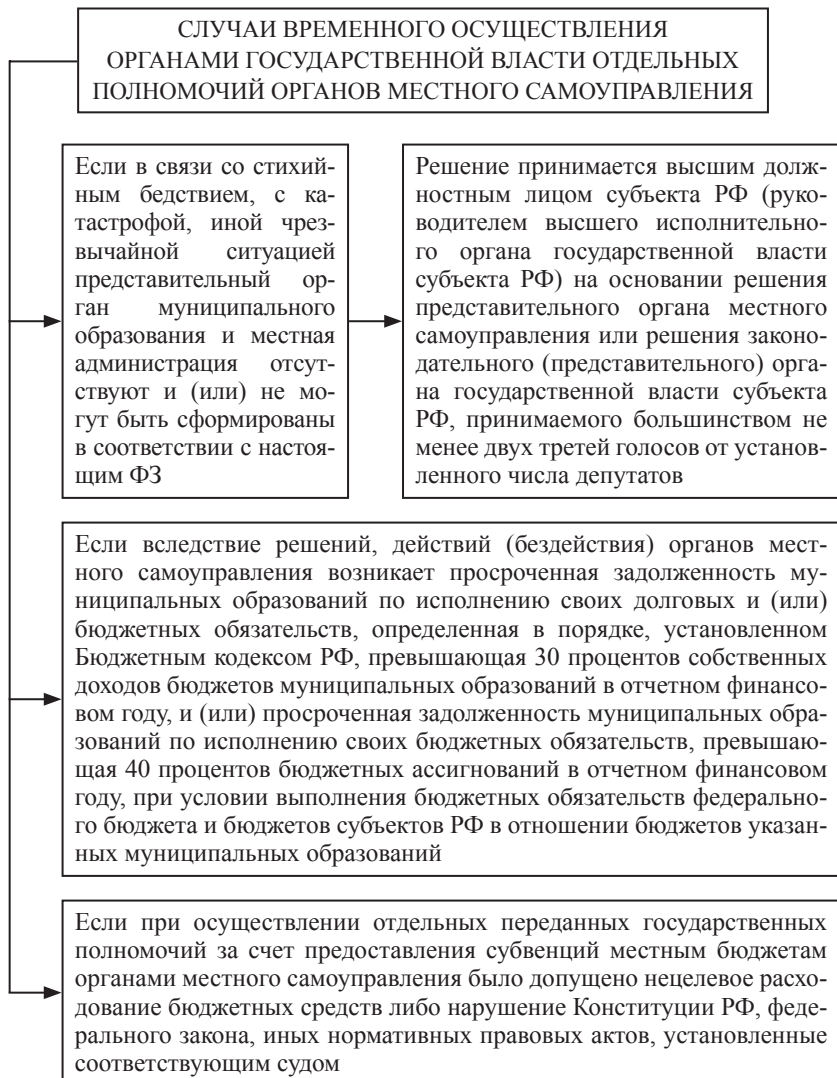 СЛУЧАИ ВРЕМЕННОГО ОСУЩЕСТВЛЕНИЯ
ОРГАНАМИ ГОСУДАРСТВЕННОЙ ВЛАСТИ ОТДЕЛЬНЫХ
ПОЛНОМОЧИЙ ОРГАНОВ МЕСТНОГО САМОУПРАВЛЕНИЯ
Если в связи со стихий-
ным бедствием, с ка-
тастрофой, иной чрез-
вычайной ситуацией
представительный ор-
ган муниципального
образования и местная
администрация отсут-
ствуют и (или) не мо-
гут быть сформированы
в соответствии с настоя-
щим ФЗ
Решение принимается высшим долж-
ностным лицом субъекта РФ (руко-
водителем высшего исполнительно-
го органа государственной власти
субъекта РФ) на основании решения
представительного органа местного
самоуправления или решения законо-
дательного (представительного) орга-
на государственной власти субъекта
РФ, принимаемого большинством не
менее двух третей голосов от установ-
ленного числа депутатов
Если вследствие решений, действий (бездействия) органов мест-
ного самоуправления возникает просроченная задолженность му-
ниципальных образований по исполнению своих долговых и (или)
бюджетных обязательств, определенная в порядке, установленном
Бюджетным кодексом РФ, превышающая 30 процентов собственных
доходов бюджетов муниципальных образований в отчетном финансо-
вом году, и (или) просроченная задолженность муниципальных обра-
зований по исполнению своих бюджетных обязательств, превышаю-
щая 40 процентов бюджетных ассигнований в отчетном финансовом
году, при условии выполнения бюджетных обязательств федерально-
го бюджета и бюджетов субъектов РФ в отношении бюджетов указан-
ных муниципальных образований
Если при осуществлении отдельных переданных государственных
полномочий за счет предоставления субвенций местным бюджетам
органами местного самоуправления было допущено нецелевое расхо-
дование бюджетных средств либо нарушение Конституции РФ, феде-
рального закона, иных нормативных правовых актов, установленные
соответствующим судом